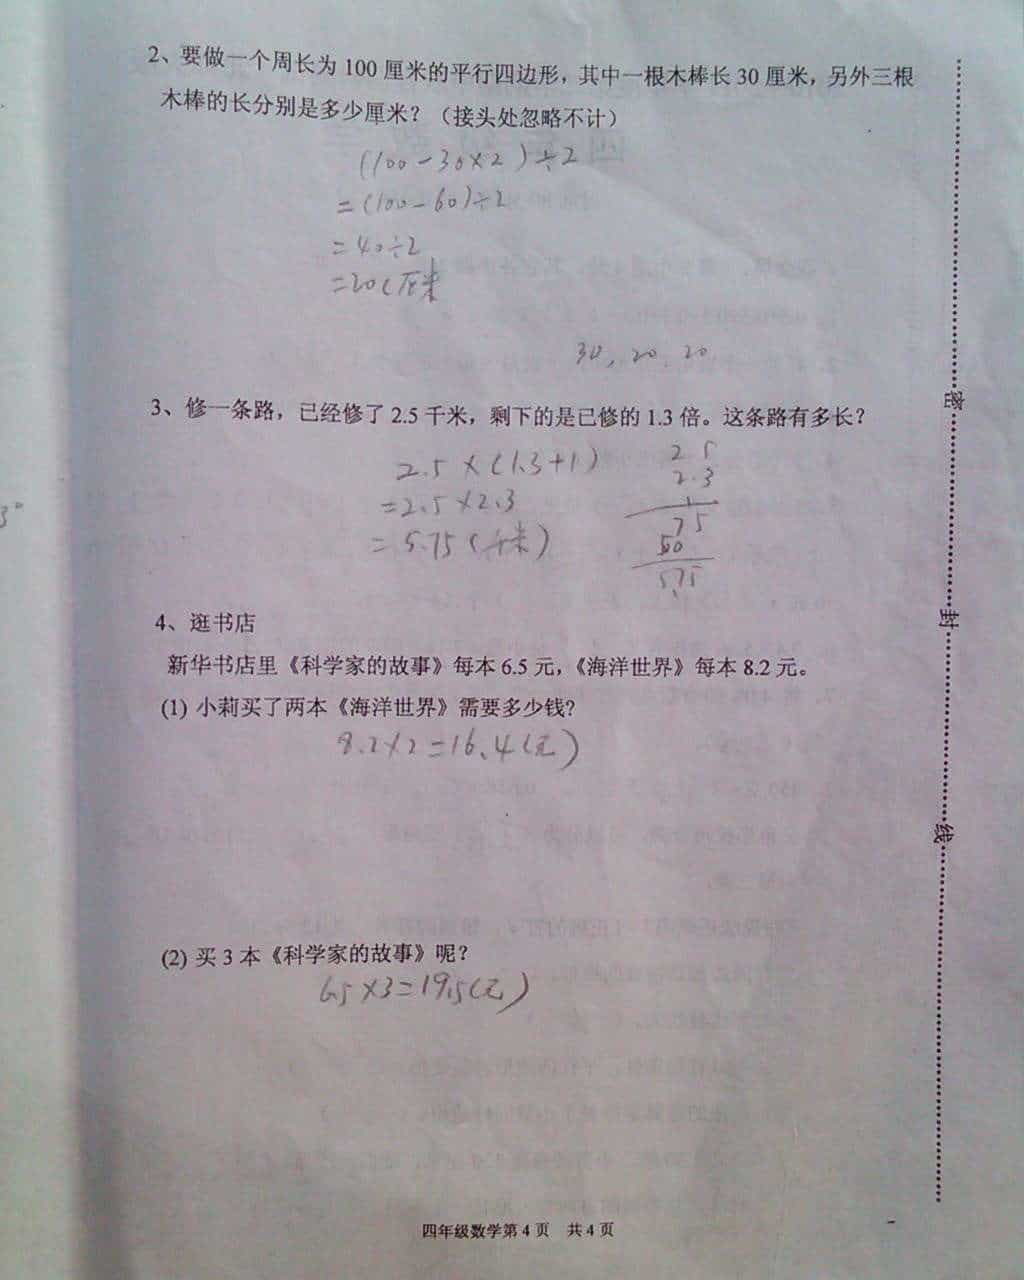 2、要做一个周长为 100 厘米的平行四边形，其中一根木棒长 30 厘米，另外三根
木棒的长分别是多少厘米？（接头处忽略不计）
(100-30×2)÷2
=(100-60)÷2
=40÷2
=20(厘米
30, 20 20
3、修一条路，已经修了 2.5 千米，剩下的是已修的 1.3 倍。这条路有多长？
2.5×(1.3+1)
=2.5×2.3
=5.75(千米)
2 5
2.3
75
50
575
4、逛书店
新华书店里《科学家的故事》每本 6.5 元，《海洋世界》每本 8.2 元。
(1) 小莉买了两本《海洋世界》需要多少钱？
8.2×2=16.4(元)
(2) 买 3 本《科学家的故事》呢？
6.5×3=19.5(元)
密
封
线
3°
四年级数学第 4 页 共 4 页